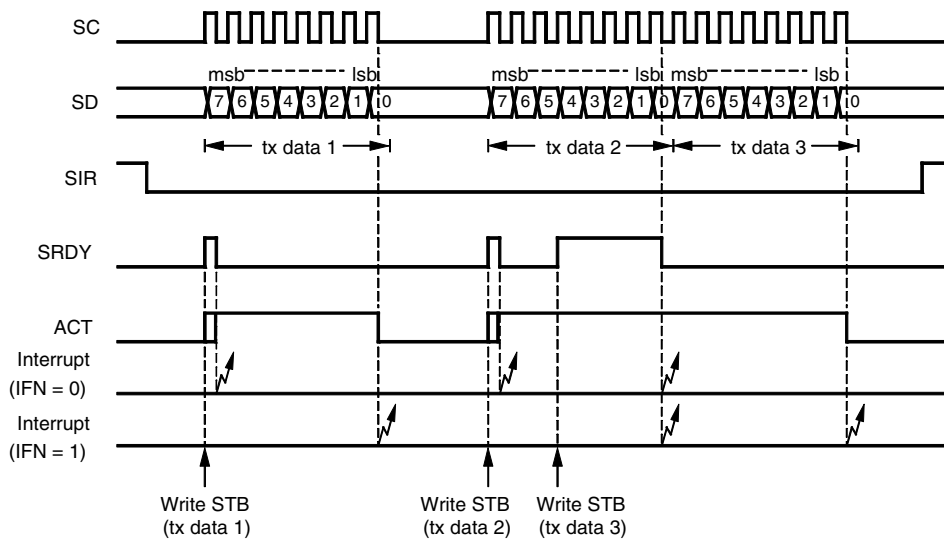 SC
msb lsb msb lsb msb lsb
SD 7 6 5 4 3 2 1 0 7 6 5 4 3 2 1 0 7 6 5 4 3 2 1 0
tx data 1 tx data 2 tx data 3
SIR
SRDY
ACT
Interrupt
(IFN = 0)
Interrupt
(IFN = 1)
Write STB Write STB Write STB
(tx data 1) (tx data 2) (tx data 3)